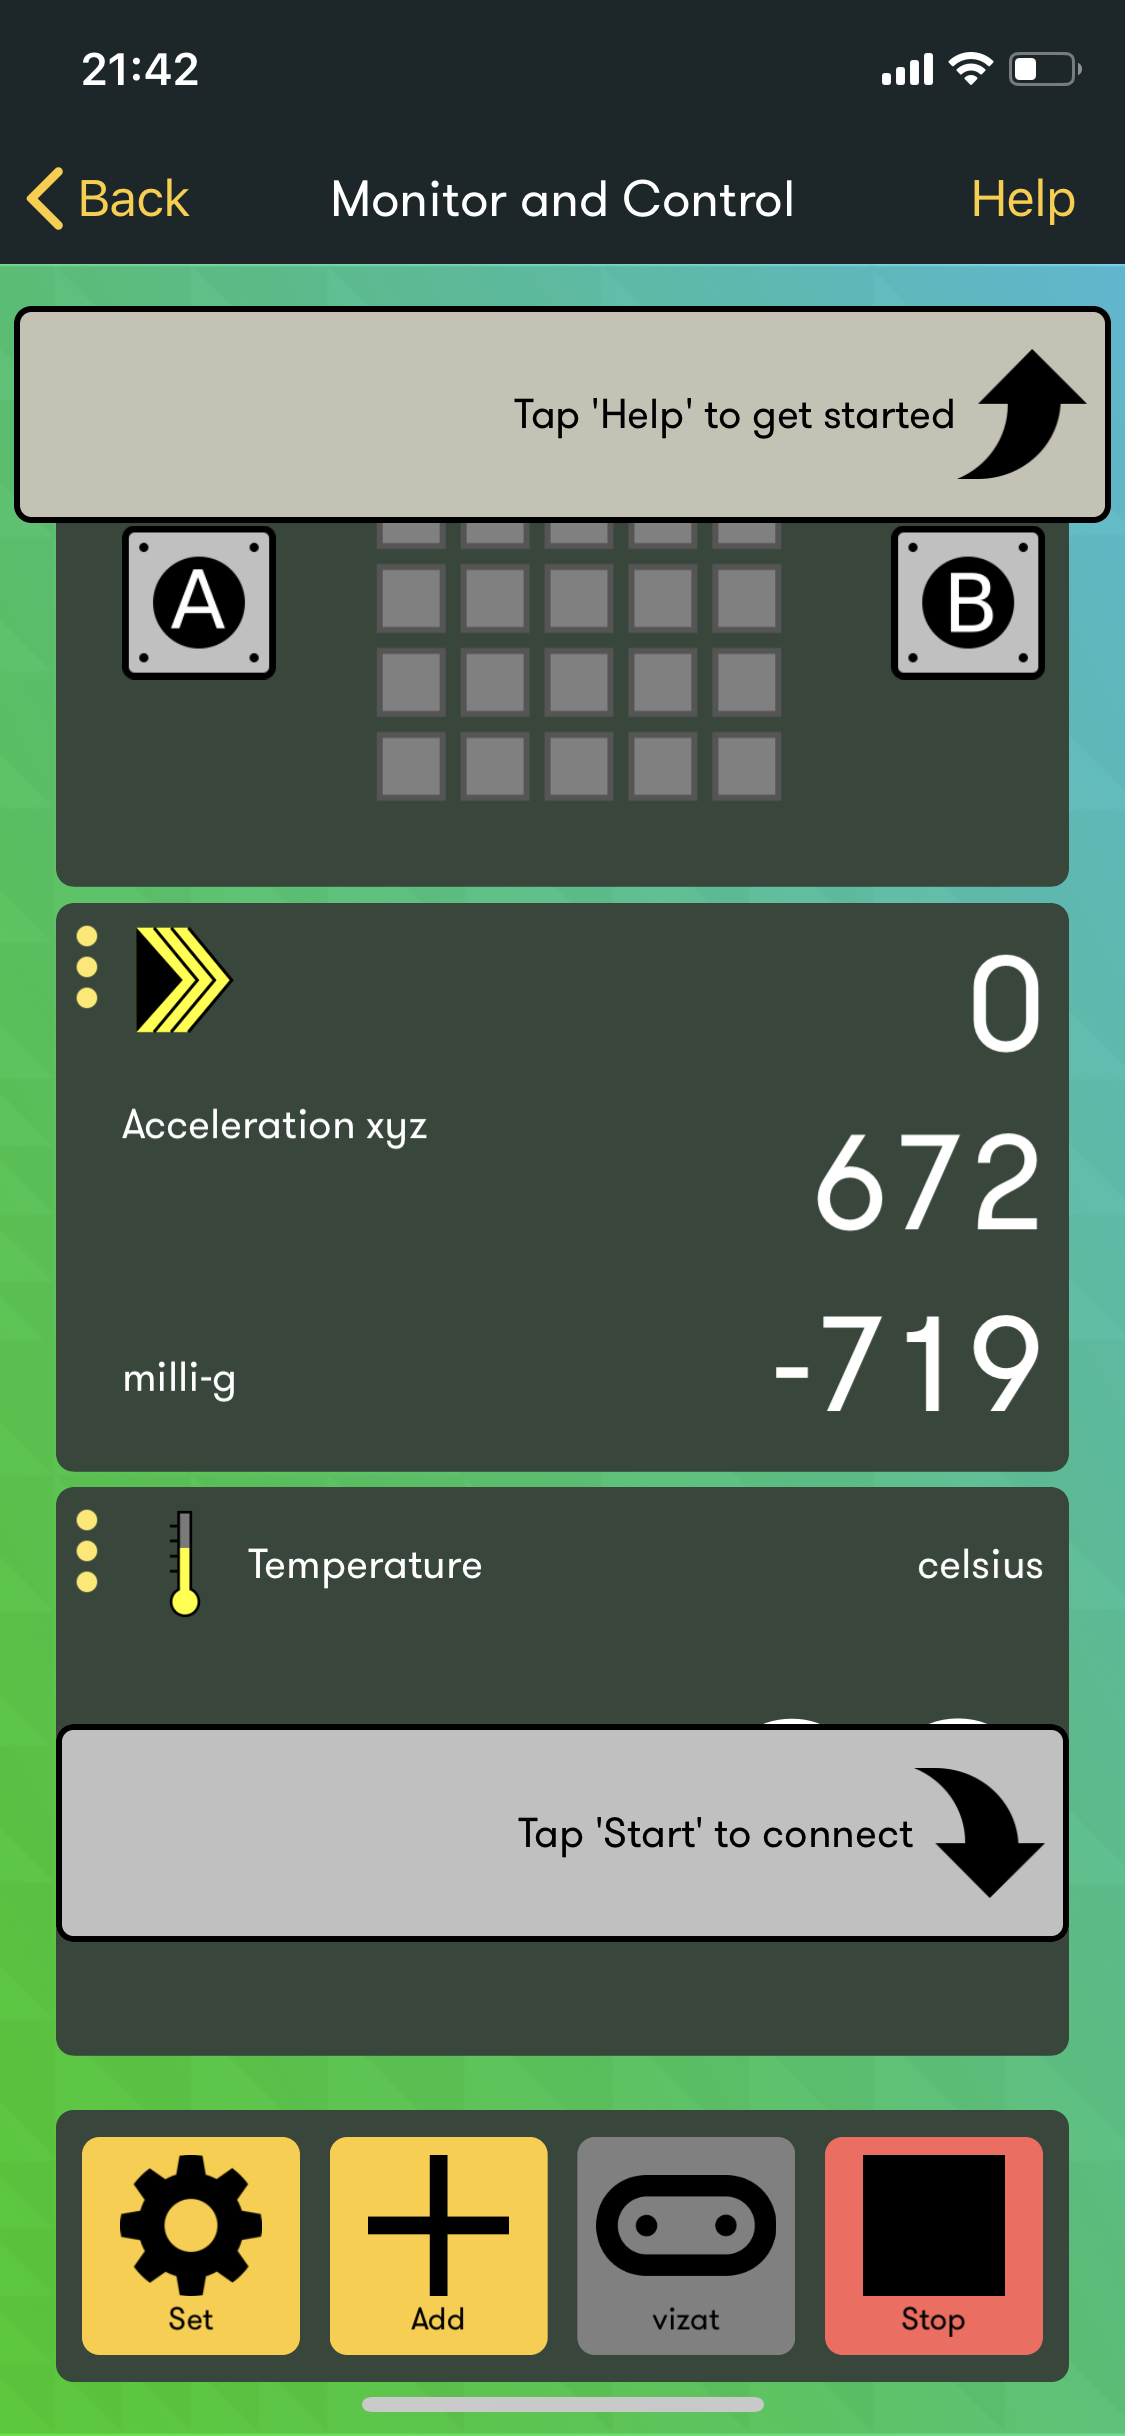 21:42
Back
Monitor and Control
Help
Tap 'Help' to get started
A
B
0
Acceleration xyz
672
milli-g
-719
Temperature
celsius
Tap 'Start' to connect
Set
Add
vizat
Stop